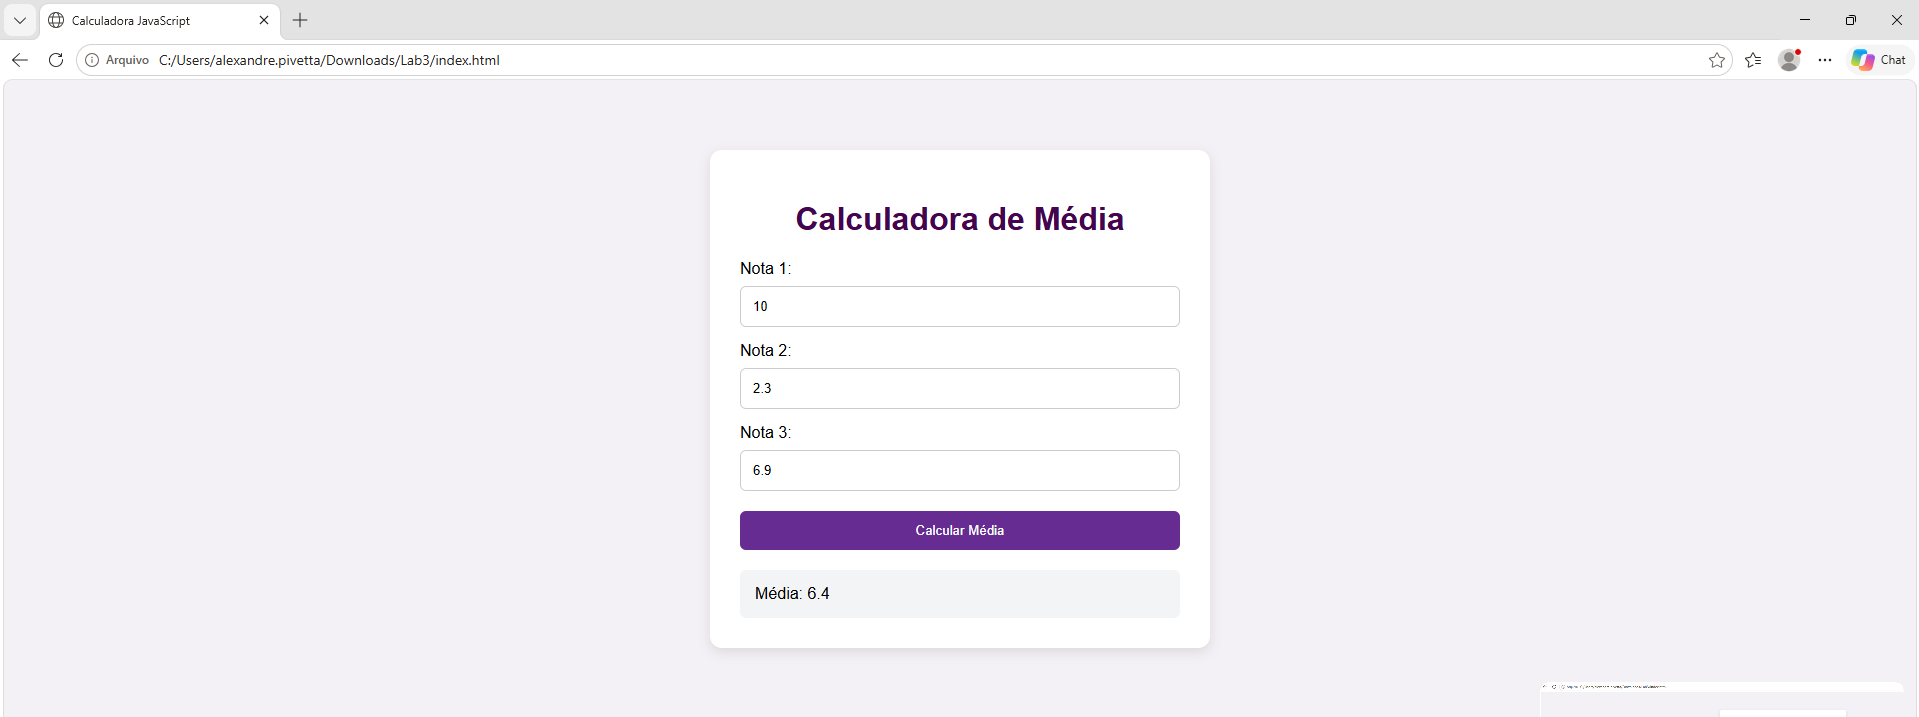 Calculadora JavaScript
Arquivo C:/Users/alexandre.pivetta/Downloads/Lab3/index.html
Chat
Calculadora de Média
Nota 1:
10
Nota 2:
2.3
Nota 3:
6.9
Calcular Média
Média: 6.4